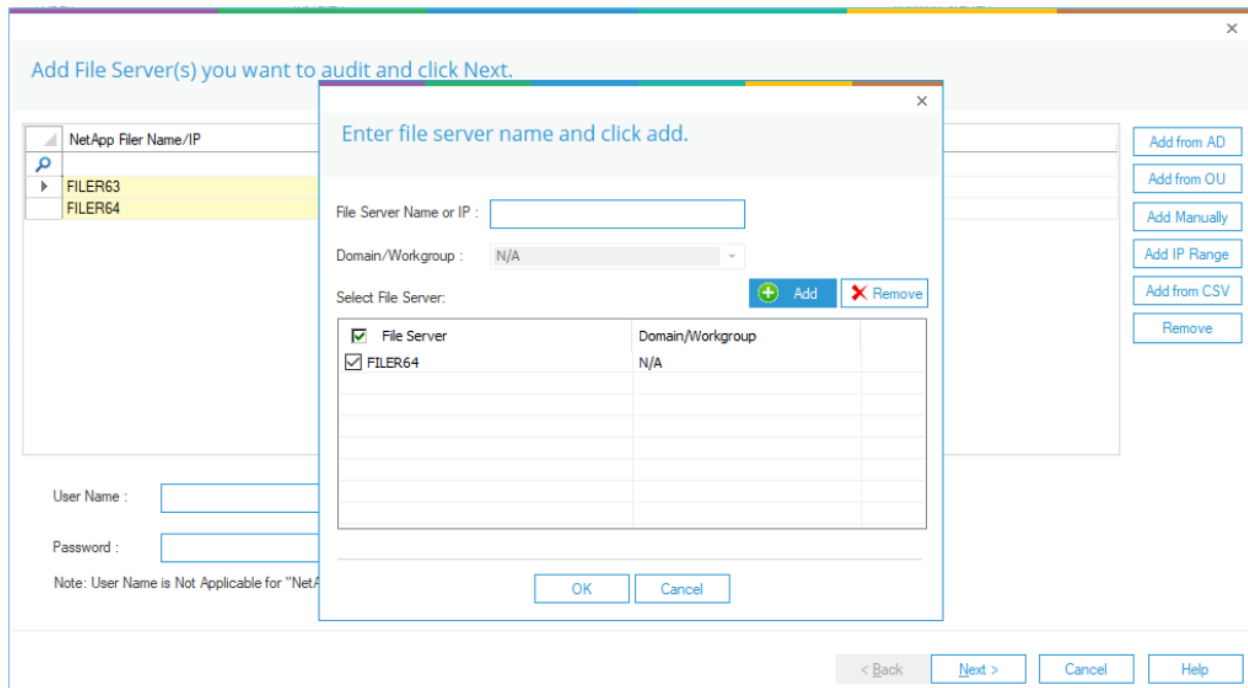 Add File Server(s) you want to audit and click Next.
NetApp Filer Name/IP
FILER63
FILER64
Add from AD
Add from OU
Add Manually
Add IP Range
Add from CSV
Remove
User Name :
Password :
Note: User Name is Not Applicable for "NetA
Enter file server name and click add.
File Server Name or IP :
Domain/Workgroup : N/A
Select File Server:
Add
Remove
File Server Domain/Workgroup
FILER64 N/A
OK
Cancel
< Back
Next >
Cancel
Help